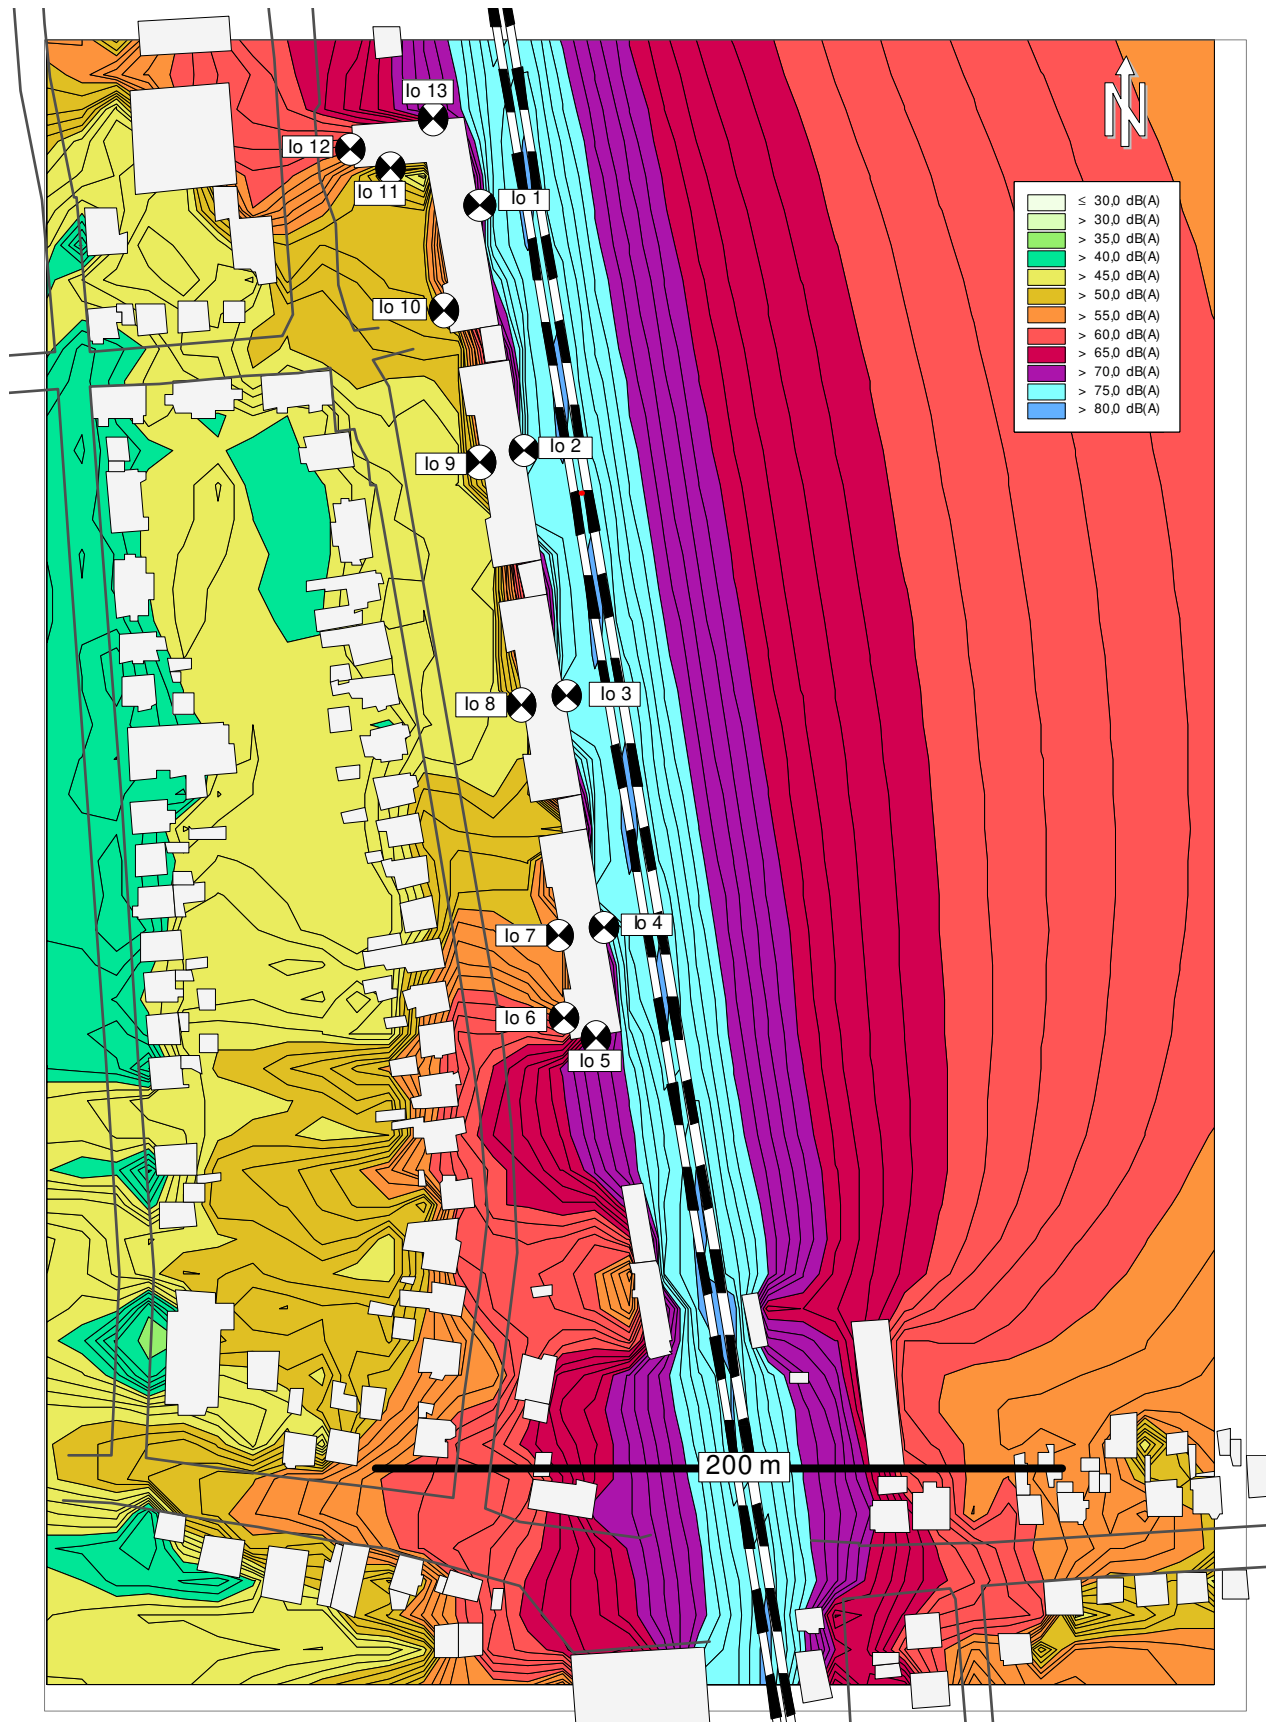 Io 13
Io 12
Io 11
Io 1
N
≤ 30,0 dB(A)
> 30,0 dB(A)
> 35,0 dB(A)
> 40,0 dB(A)
> 45,0 dB(A)
> 50,0 dB(A)
> 55,0 dB(A)
> 60,0 dB(A)
> 65,0 dB(A)
> 70,0 dB(A)
> 75,0 dB(A)
> 80,0 dB(A)
Io 10
Io 2
Io 9
Io 3
Io 8
Io 4
Io 7
Io 6
Io 5
200 m